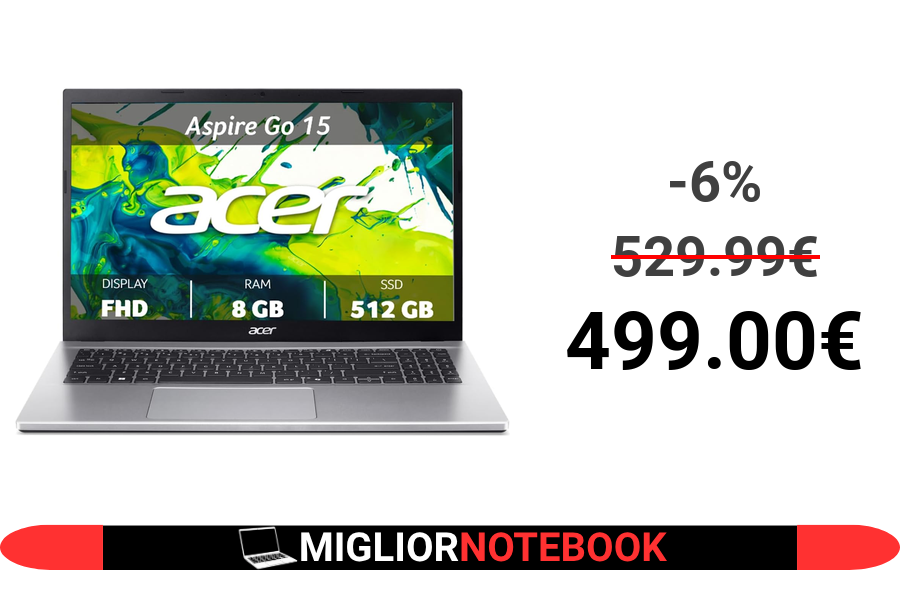 Aspire Go 15
acer
DISPLAY
FHD
RAM
8 GB
SSD
512 GB
acer
-6%
529.99€
499.00€
MIGLIORNOTEBOOK